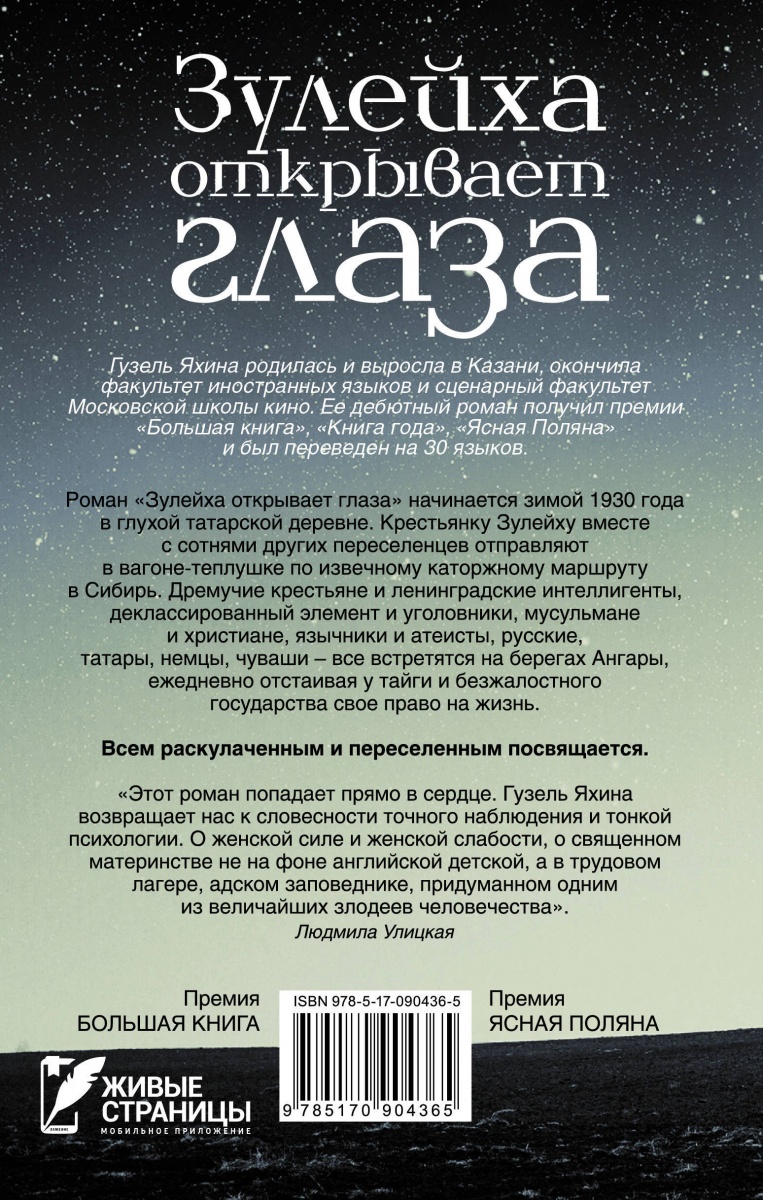 Зулейха
открывает
глаза
Гузель Яхина родилась и выросла в Казани, окончила
факультет иностранных языков и сценарный факультет
Московской школы кино. Ее дебютный роман получил премии
«Большая книга», «Книга года», «Ясная Поляна»
и был переведен на 30 языков.
Роман «Зулейха открывает глаза» начинается зимой 1930 года
в глухой татарской деревне. Крестьянку Зулейху вместе
с сотнями других переселенцев отправляют
в вагоне-теплушке по извечному каторжному маршруту
в Сибирь. Дремучие крестьяне и ленинградские интеллигенты,
деклассированный элемент и уголовники, мусульмане
и христиане, язычники и атеисты, русские,
татары, немцы, чуваши – все встретятся на берегах Ангары,
ежедневно отстаивая у тайги и безжалостного
государства свое право на жизнь.
Всем раскулаченным и переселенным посвящается.
«Этот роман попадает прямо в сердце. Гузель Яхина
возвращает нас к словесности точного наблюдения и тонкой
психологии. О женской силе и женской слабости, о священном
материнстве не на фоне английской детской, а в трудовом
лагере, адском заповеднике, придуманном одним
из величайших злодеев человечества».
Людмила Улицкая
Премия
БОЛЬШАЯ КНИГА
ISBN 978-5-17-090436-5
9 785170 904365
Премия
ЯСНАЯ ПОЛЯНА
SAMSUNG
ЖИВЫЕ
СТРАНИЦЫ
МОБИЛЬНОЕ ПРИЛОЖЕНИЕ